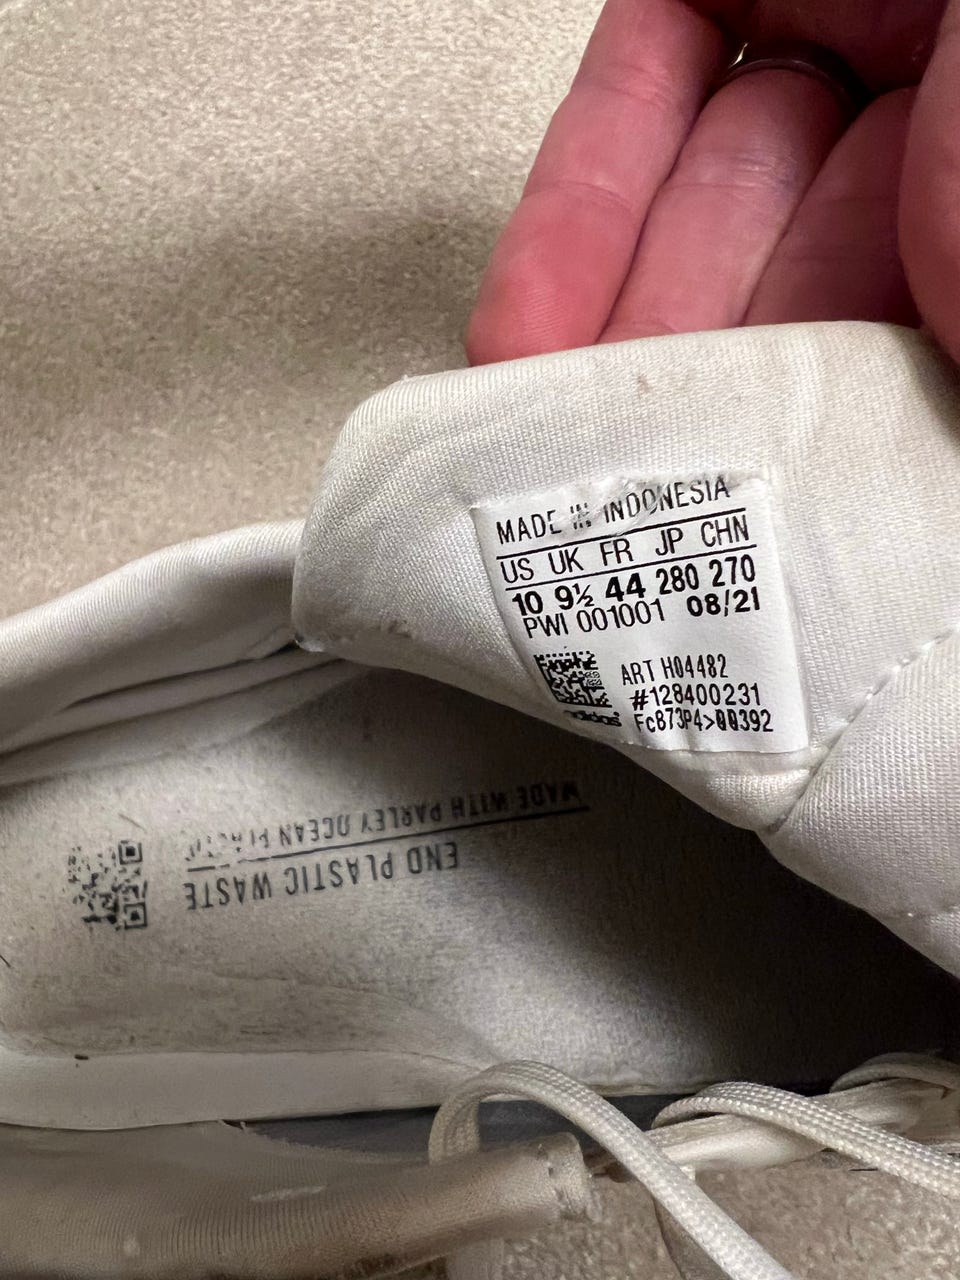 MADE IN INDONESIA
US UK FR JP CHN
10 9½ 44 280 270
PWI 001001 08/21
ART H04482
#128400231
adidas Fc873P4>00392
MADE WITH PARLEY OCEAN PLASTIC
END PLASTIC WASTE